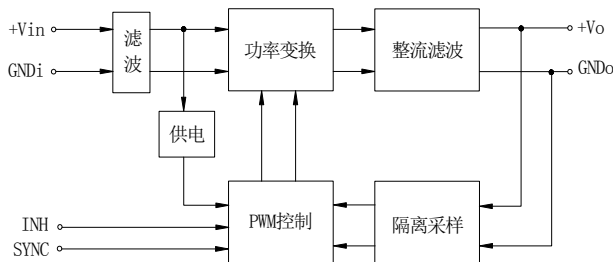 +Vin
GNDi
滤波
功率变换
整流滤波
+Vo
GNDo
供电
INH
SYNC
PWM控制
隔离采样